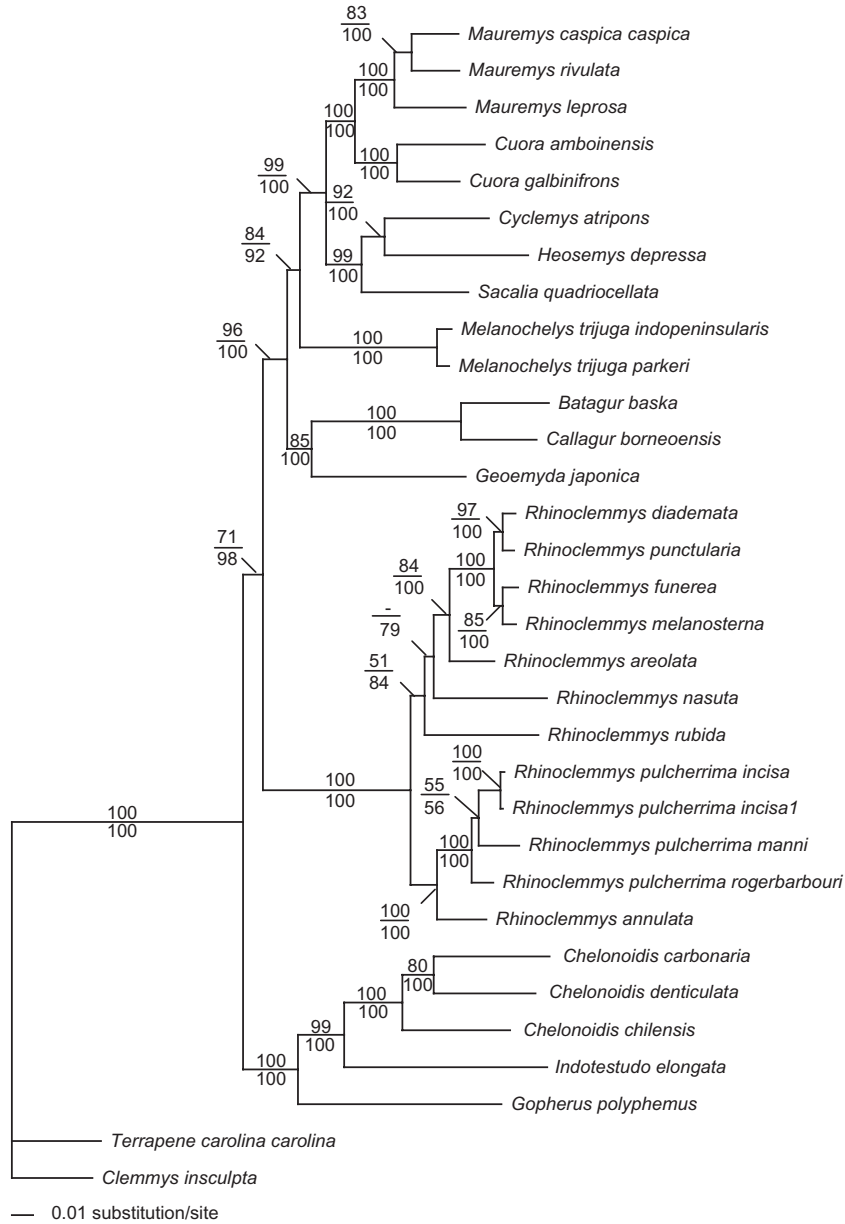 83
100
Mauremys caspica caspica
Mauremys rivulata
100
100
Mauremys leprosa
100
100
Cuora amboinensis
100
100
Cuora galbinifrons
99
100
92
100
Cyclemys atripons
84
92
Heosemys depressa
99
100
Sacalia quadriocellata
96
100
Melanochelys trijuga indopeninsularis
100
100
Melanochelys trijuga parkeri
Batagur baska
100
100
Callagur borneoensis
85
100
Geoemyda japonica
97
100
Rhinoclemmys diademata
Rhinoclemmys punctularia
71
98
84
100
100
100
Rhinoclemmys funerea
85
100
Rhinoclemmys melanosterna
-
79
Rhinoclemmys areolata
51
84
Rhinoclemmys nasuta
Rhinoclemmys rubida
100
100
Rhinoclemmys pulcherrima incisa
100
100
55
56
Rhinoclemmys pulcherrima incisa1
100
100
Rhinoclemmys pulcherrima manni
100
100
Rhinoclemmys pulcherrima rogerbarbouri
100
100
Rhinoclemmys annulata
Chelonoidis carbonaria
80
100
Chelonoidis denticulata
100
100
Chelonoidis chilensis
99
100
Indotestudo elongata
100
100
Gopherus polyphemus
Terrapene carolina carolina
Clemmys insculpta
0.01 substitution/site